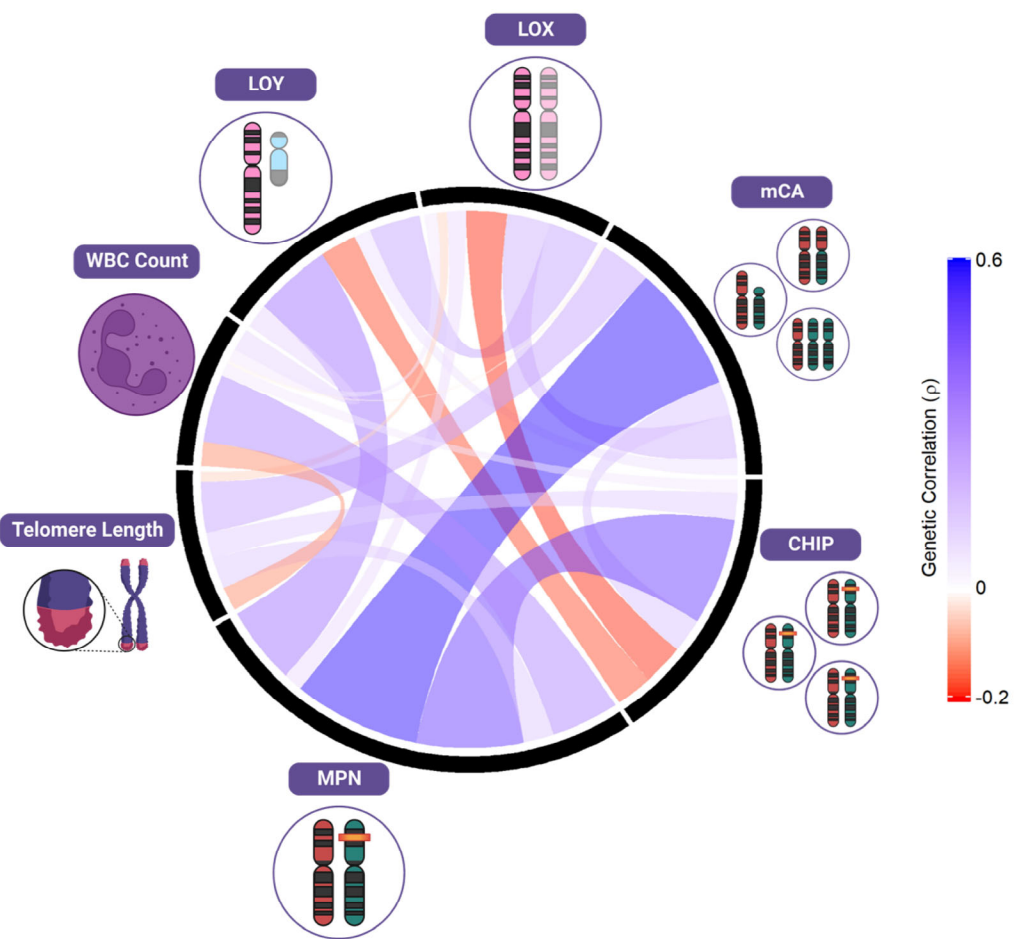 LOX
LOY
mCA
WBC Count
0.6
Genetic Correlation (ρ)
Telomere Length
CHIP
0
-0.2
MPN